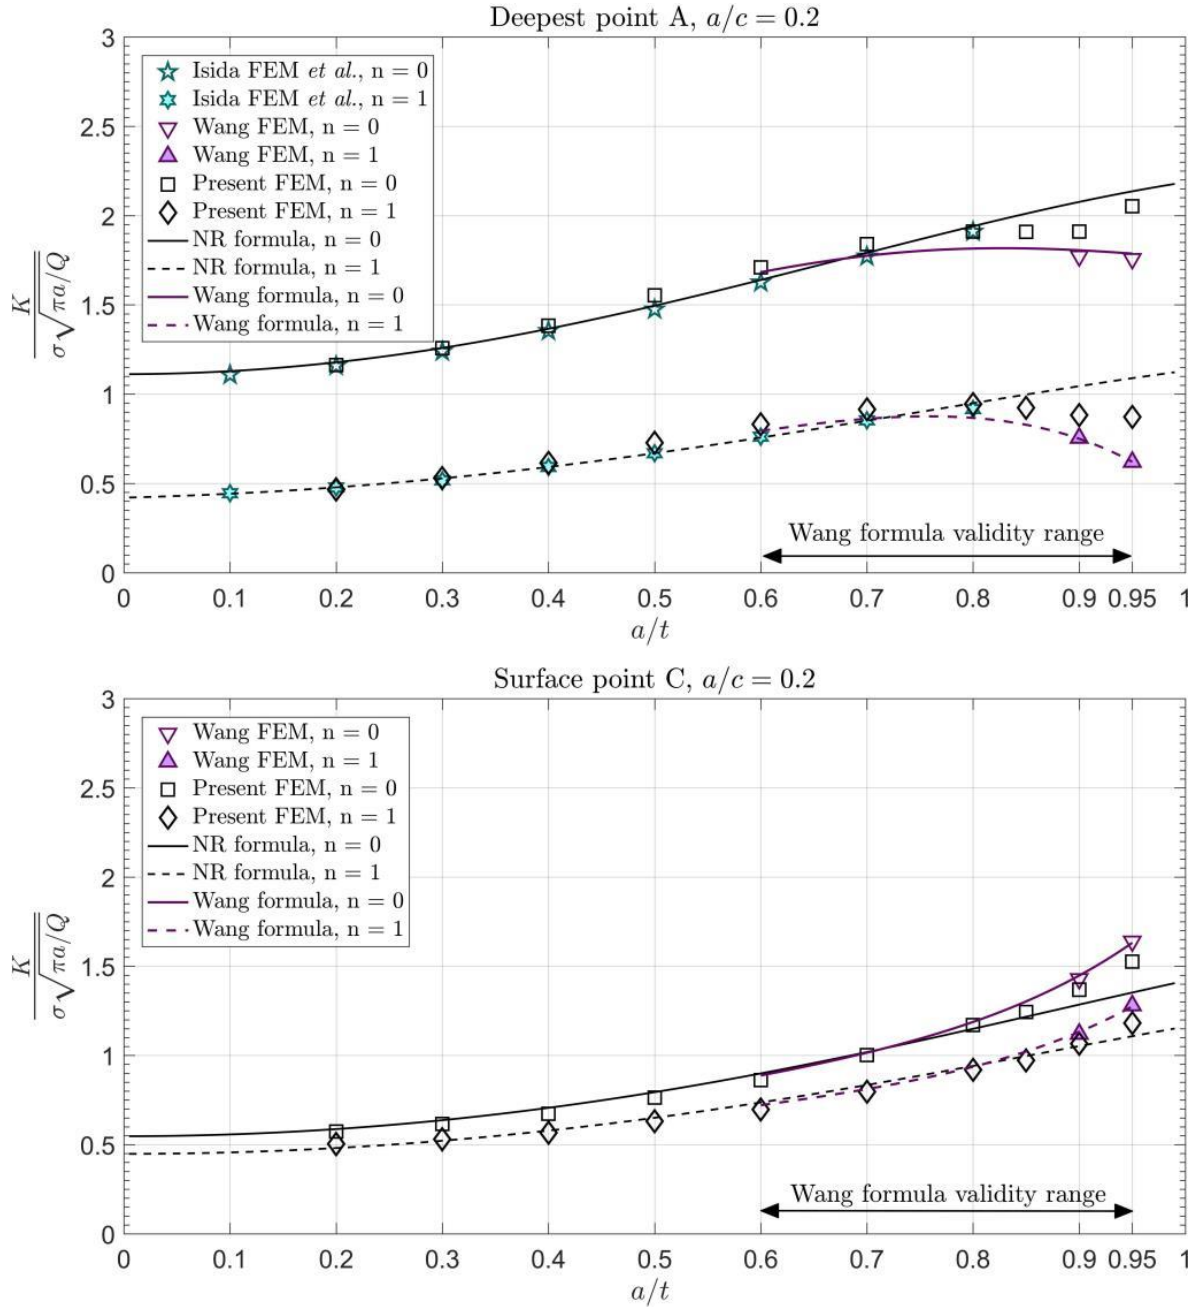 Deepest point A, a/c = 0.2
3
2.5
2
1.5
1
0.5
0
K
σ√πa/Q
Isida FEM et al., n = 0
Isida FEM et al., n = 1
Wang FEM, n = 0
Wang FEM, n = 1
Present FEM, n = 0
Present FEM, n = 1
NR formula, n = 0
NR formula, n = 1
Wang formula, n = 0
Wang formula, n = 1
Wang formula validity range
0 0.1 0.2 0.3 0.4 0.5 0.6 0.7 0.8 0.9 0.95 1
a/t
Surface point C, a/c = 0.2
3
2.5
2
1.5
1
0.5
0
K
σ√πa/Q
Wang FEM, n = 0
Wang FEM, n = 1
Present FEM, n = 0
Present FEM, n = 1
NR formula, n = 0
NR formula, n = 1
Wang formula, n = 0
Wang formula, n = 1
Wang formula validity range
0 0.1 0.2 0.3 0.4 0.5 0.6 0.7 0.8 0.9 0.95 1
a/t